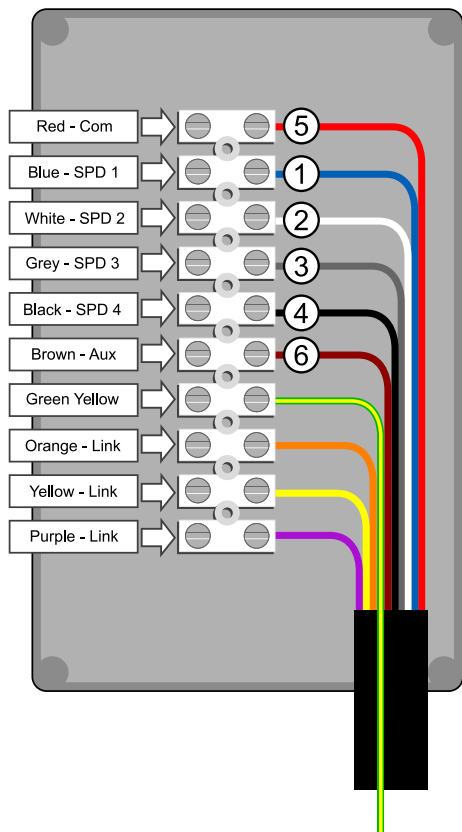 Red - Com
5
Blue - SPD 1
1
White - SPD 2
2
Grey - SPD 3
3
Black - SPD 4
4
Brown - Aux
6
Green Yellow
Orange - Link
Yellow - Link
Purple - Link